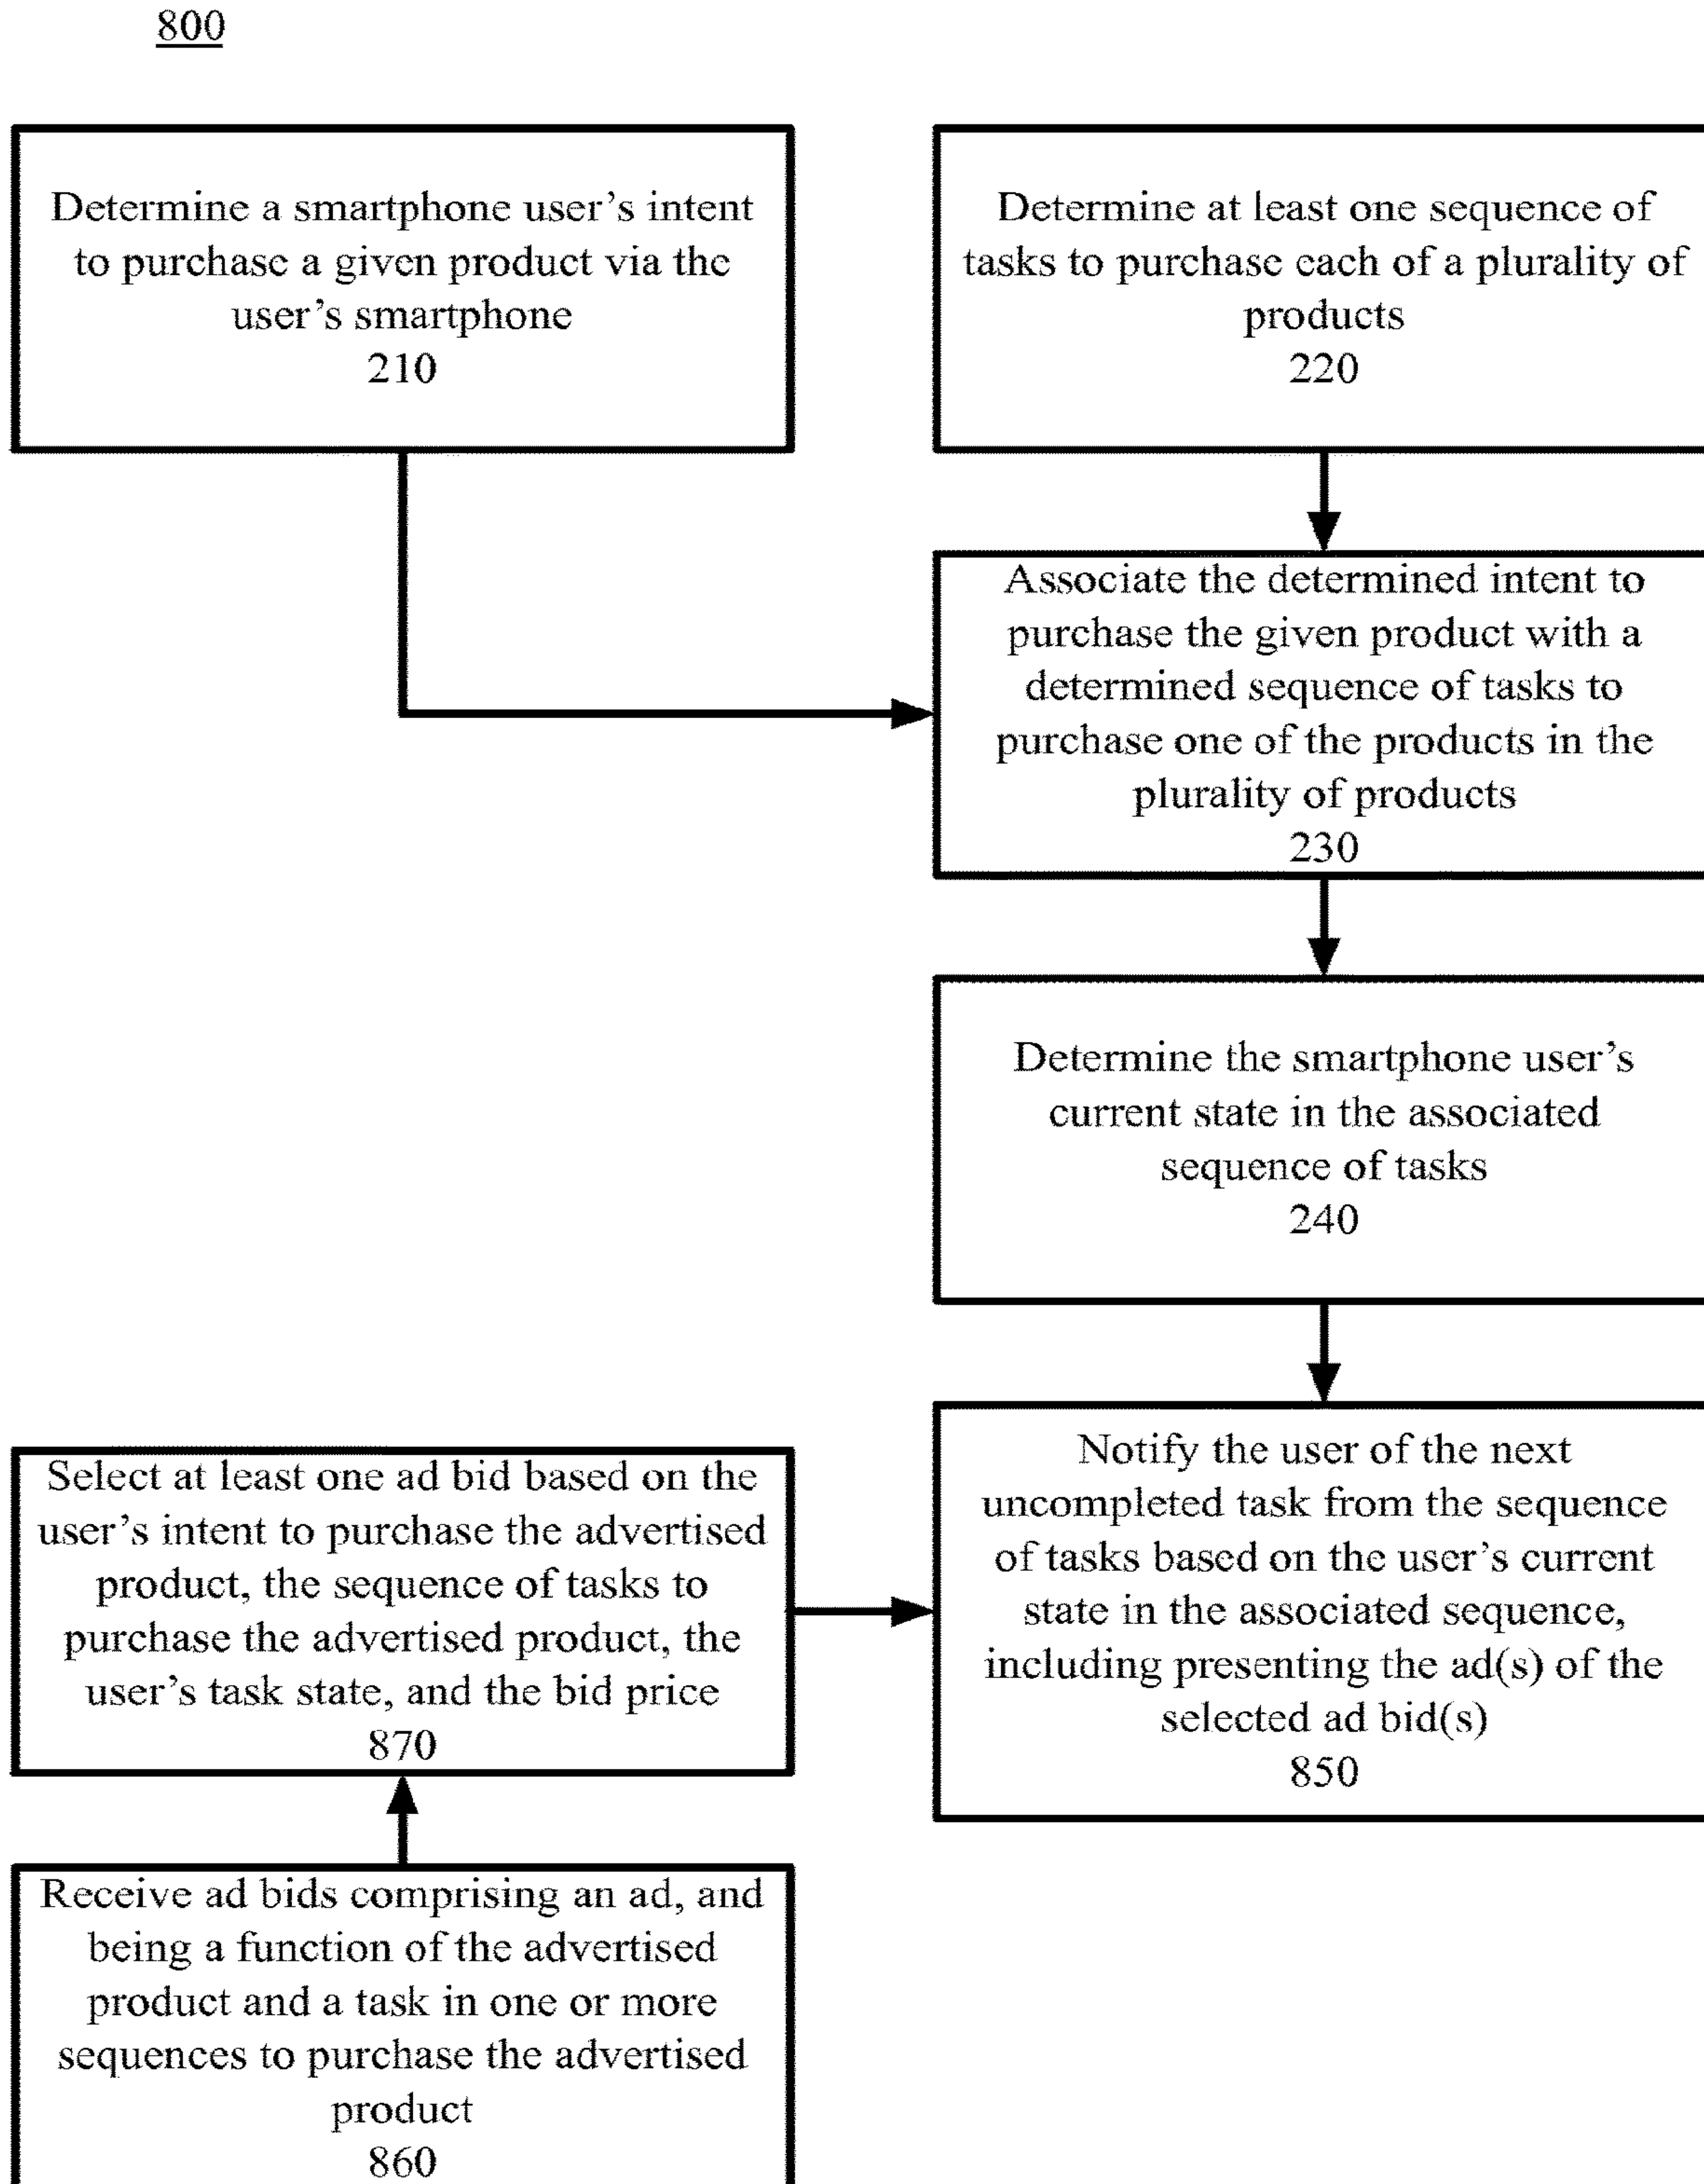 800
Determine a smartphone user's intent
to purchase a given product via the
user's smartphone
210
Determine at least one sequence of
tasks to purchase each of a plurality of
products
220
Associate the determined intent to
purchase the given product with a
determined sequence of tasks to
purchase one of the products in the
plurality of products
230
Determine the smartphone user's
current state in the associated
sequence of tasks
240
Select at least one ad bid based on the
user's intent to purchase the advertised
product, the sequence of tasks to
purchase the advertised product, the
user's task state, and the bid price
870
Notify the user of the next
uncompleted task from the sequence
of tasks based on the user's current
state in the associated sequence,
including presenting the ad(s) of the
selected ad bid(s)
850
Receive ad bids comprising an ad, and
being a function of the advertised
product and a task in one or more
sequences to purchase the advertised
product
860